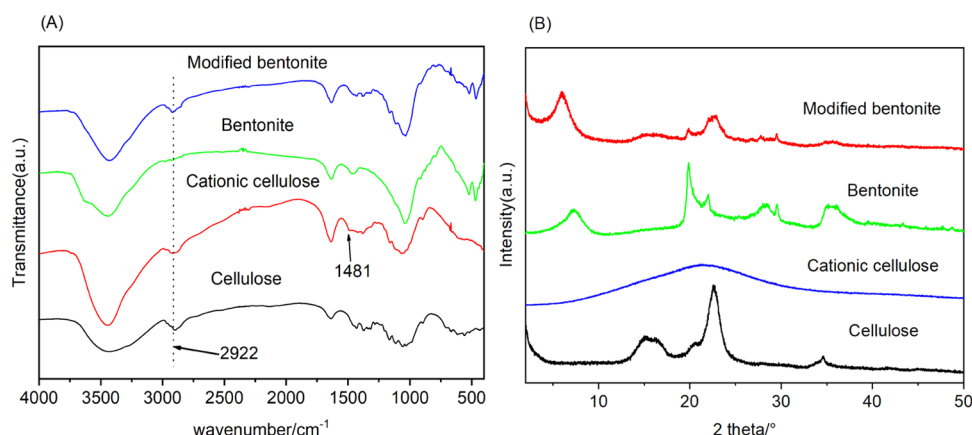 (A)
Modified bentonite
Bentonite
Cationic cellulose
1481
Cellulose
2922
Transmittance(a.u.)
4000 3500 3000 2500 2000 1500 1000 500
wavenumber/cm⁻¹
(B)
Modified bentonite
Bentonite
Cationic cellulose
Cellulose
Intensity(a.u.)
10 20 30 40 50
2 theta/°